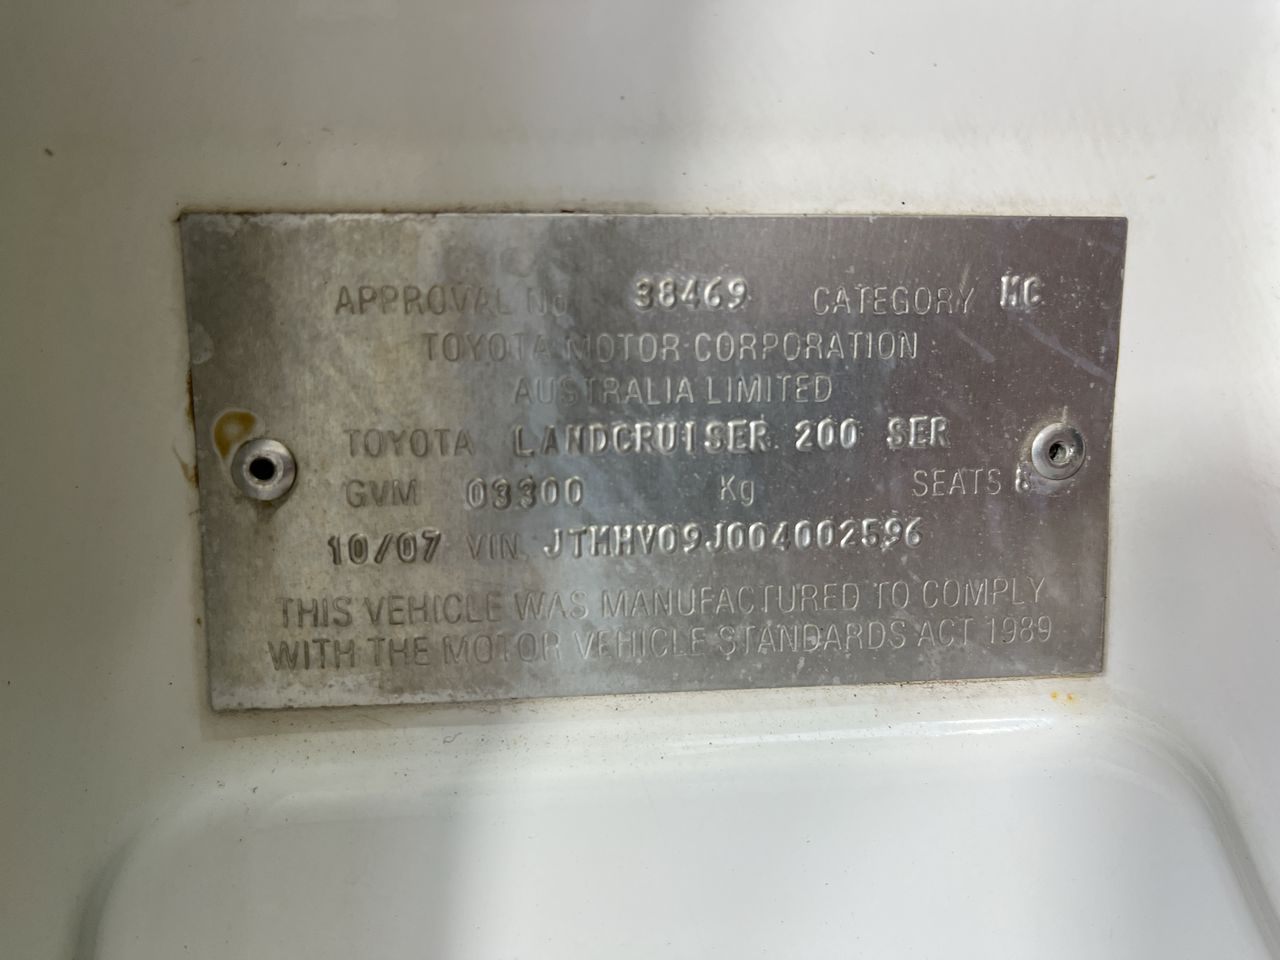 APPROVAL No 38469 CATEGORY MC
TOYOTA MOTOR CORPORATION
AUSTRALIA LIMITED
TOYOTA LANDCRUISER 200 SER
GVM 03300 Kg SEATS 8
10/07 VIN JTMHV09J004002596
THIS VEHICLE WAS MANUFACTURED TO COMPLY
WITH THE MOTOR VEHICLE STANDARDS ACT 1989